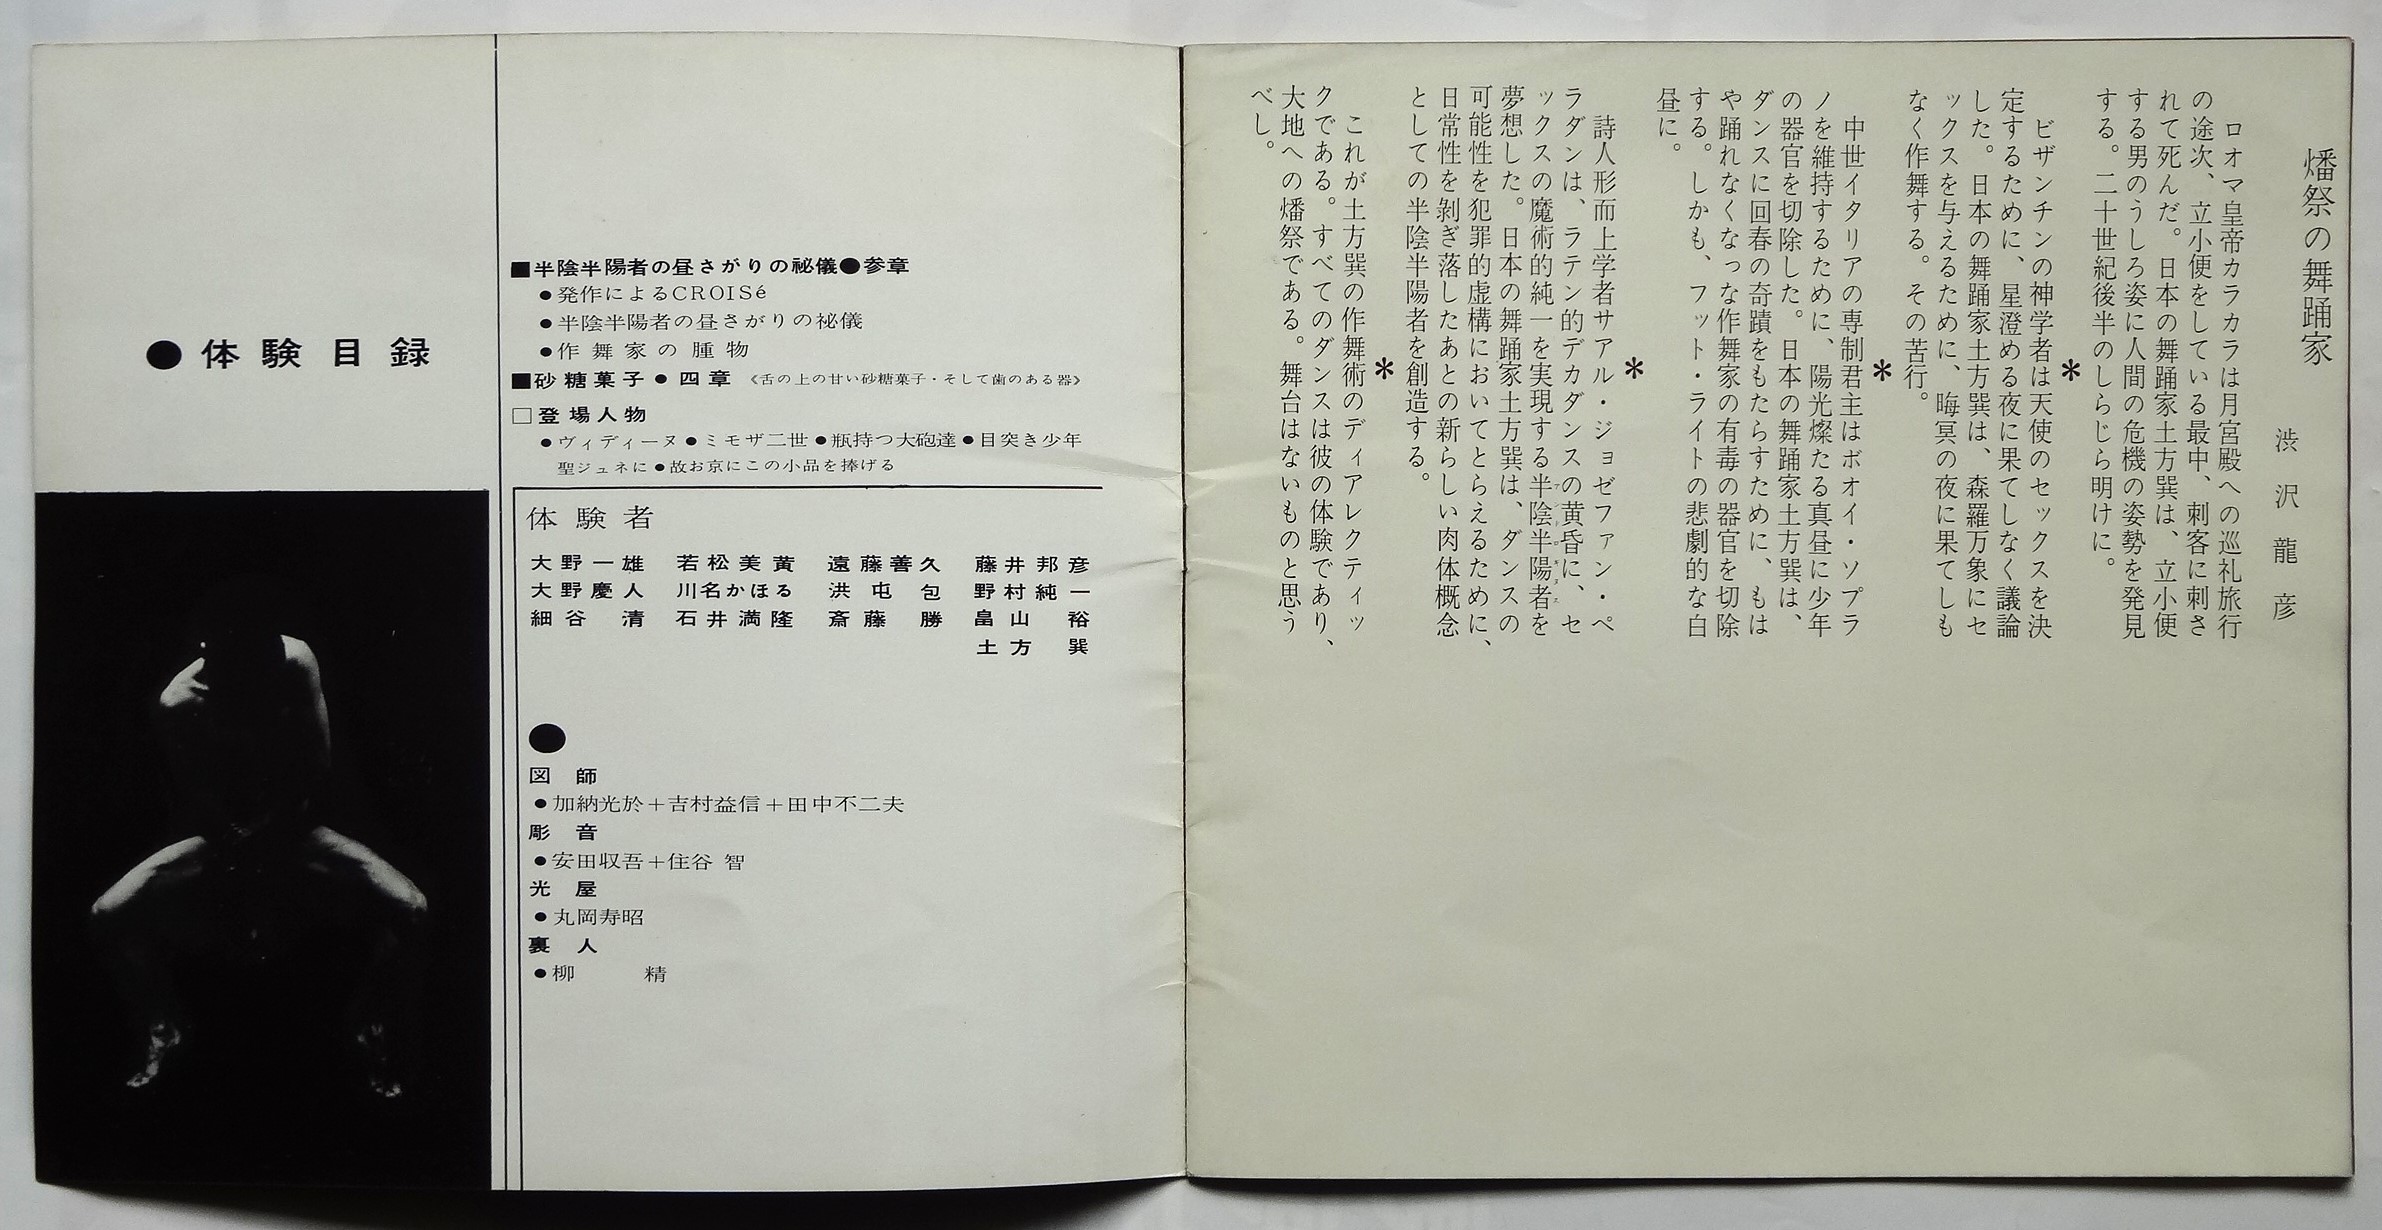 燔祭の舞踊家
渋沢龍彦
ロオマ皇帝カラカラは月宮殿への巡礼旅行
の途次、立小便をしている最中、刺客に刺さ
れて死んだ。日本の舞踊家土方巽は、立小便
する男のうしろ姿に人間の危機の姿勢を発見
する。二十世紀後半のしらじら明けに。
＊
ビザンチンの神学者は天使のセックスを決
定するために、星澄める夜に果てしなく議論
した。日本の舞踊家土方巽は、森羅万象にセ
ックスを与えるために、晦冥の夜に果てしも
なく作舞する。その苦行。
＊
中世イタリアの専制君主はボオイ・ソプラ
ノを維持するために、陽光燦たる真昼に少年
の器官を切除した。日本の舞踊家土方巽は、
ダンスに回春の奇蹟をもたらすために、もは
や踊れなくなっな作舞家の有毒の器官を切除
する。しかも、フット・ライトの悲劇的な白
昼に。
＊
詩人形而上学者サアル・ジョゼファン・ペ
ラダンは、ラテン的デカダンスの黄昏に、セ
ックスの魔術的純一を実現する半陰半陽者を
夢想した。日本の舞踊家土方巽は、ダンスの
可能性を犯罪的虚構においてとらえるために、
日常性を剝ぎ落したあとの新らしい肉体概念
としての半陰半陽者を創造する。
＊
これが土方巽の作舞術のディアレクティッ
クである。すべてのダンスは彼の体験であり、
大地への燔祭である。舞台はないものと思う
べし。
●体験目録
■半陰半陽者の昼さがりの祕儀●参章
●発作によるCROISé
●半陰半陽者の昼さがりの祕儀
●作舞家の腫物
■砂糖菓子●四章《舌の上の甘い砂糖菓子・そして歯のある器》
□登場人物
●ヴィディーヌ●ミモザ二世●瓶持つ大砲達●目突き少年
聖ジュネに●故お京にこの小品を捧げる
体験者
大野一雄 若松美黄 遠藤善久 藤井邦彦
大野慶人 川名かほる 洪屯包 野村純一
細谷清 石井満隆 斎藤勝 畠山裕
土方巽
●
図師
●加納光於＋吉村益信＋田中不二夫
彫音
●安田収吾＋住谷智
光屋
●丸岡寿昭
裏人
●柳精